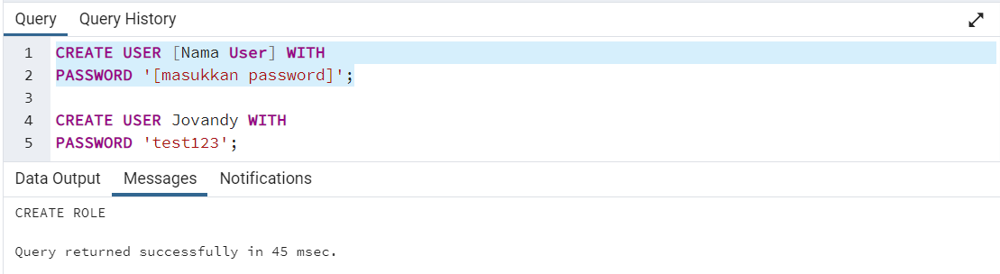 Query Query History
1 CREATE USER [Nama User] WITH
2 PASSWORD '[masukkan password]';
3
4 CREATE USER Jovandy WITH
5 PASSWORD 'test123';
Data Output Messages Notifications
CREATE ROLE
Query returned successfully in 45 msec.